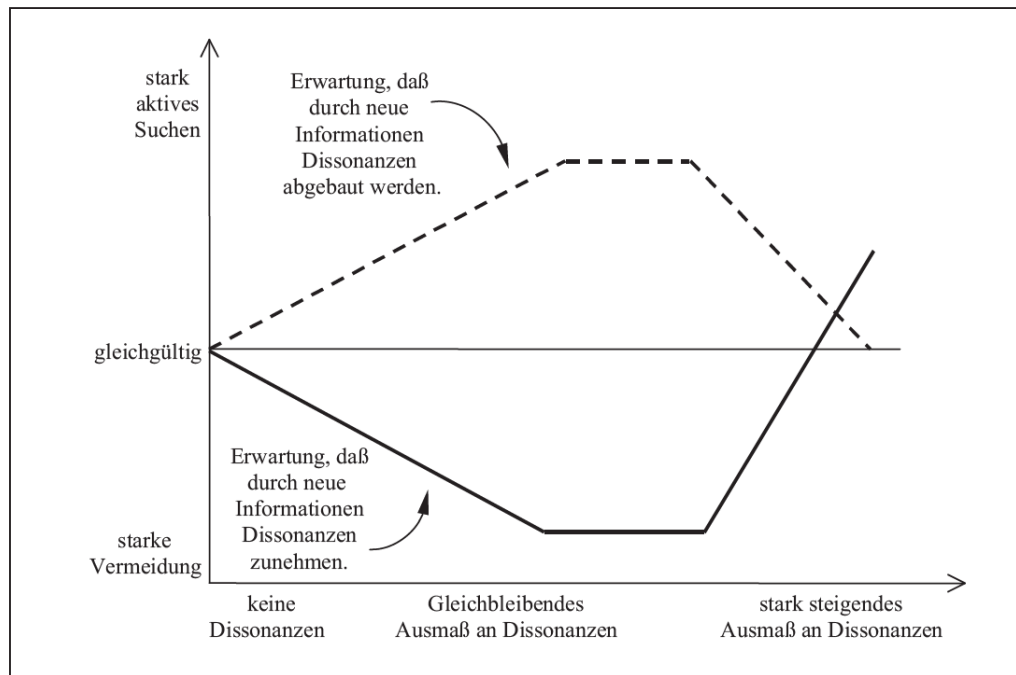 stark
aktives
Suchen
Erwartung, daß
durch neue
Informationen
Dissonanzen
abgebaut werden.
gleichgültig
Erwartung, daß
durch neue
Informationen
Dissonanzen
zunehmen.
starke
Vermeidung
keine
Dissonanzen
Gleichbleibendes
Ausmaß an Dissonanzen
stark steigendes
Ausmaß an Dissonanzen